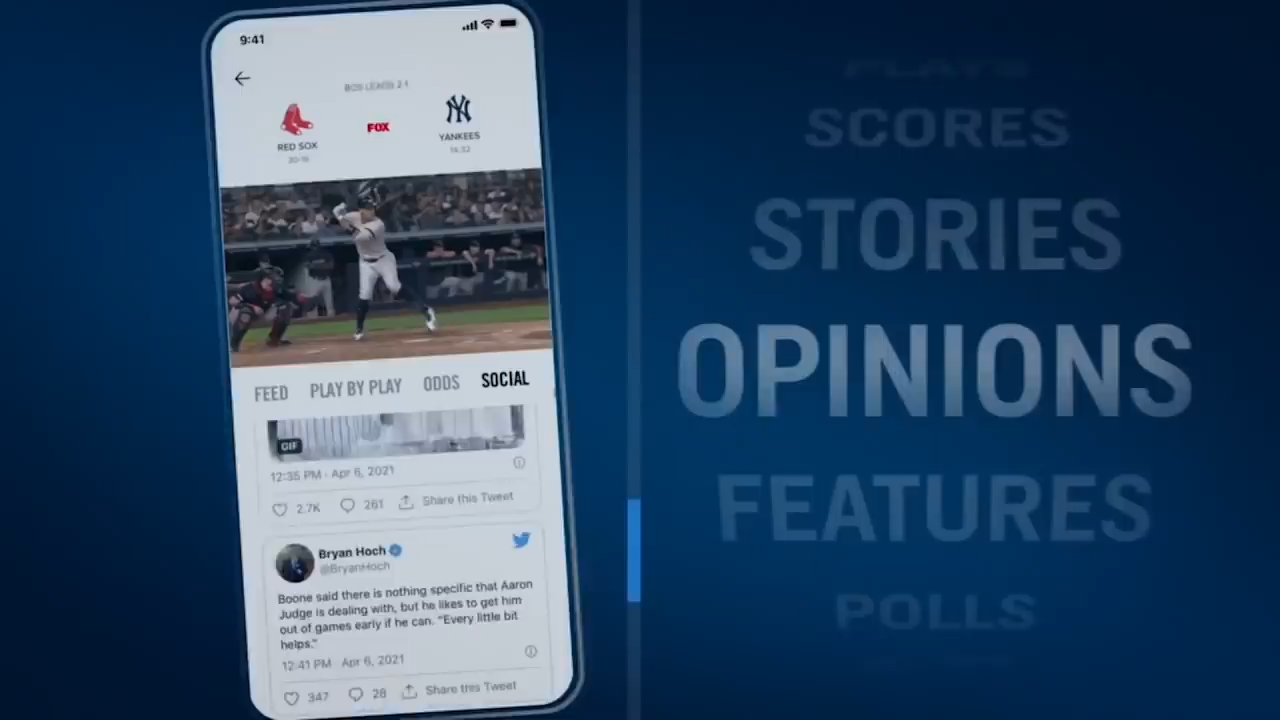 9:41
BOS LEADS 2-1
RED SOX
FOX
YANKEES
FEED PLAY BY PLAY ODDS SOCIAL
GIF
12:35 PM · Apr 6, 2021
2.7K 261 Share this Tweet
Bryan Hoch
@BryanHoch
Boone said there is nothing specific that Aaron
Judge is dealing with, but he likes to get him
out of games early if he can. "Every little bit
helps."
12:41 PM · Apr 6, 2021
347 28 Share this Tweet
PLAYS
SCORES
STORIES
OPINIONS
FEATURES
POLLS